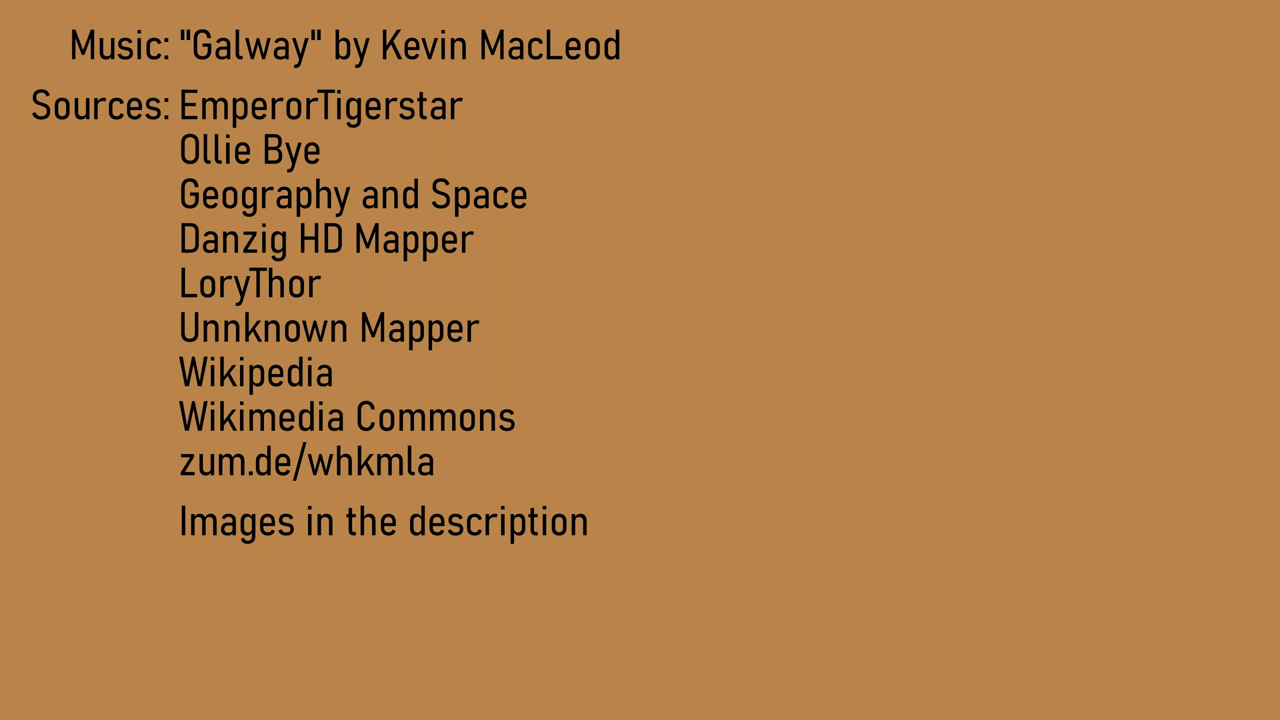 Music: "Galway" by Kevin MacLeod
Sources: EmperorTigerstar
Ollie Bye
Geography and Space
Danzig HD Mapper
LoryThor
Unnknown Mapper
Wikipedia
Wikimedia Commons
zum.de/whkmla
Images in the description